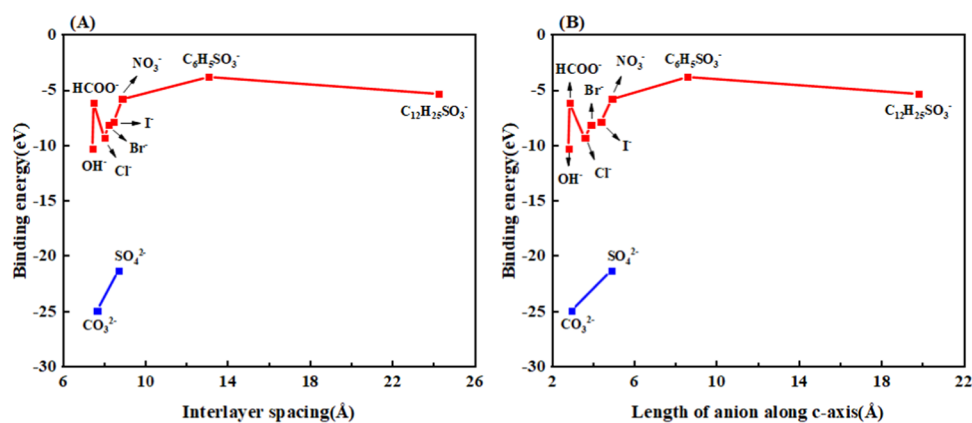 (A)
Binding energy(eV)
0
-5
-10
-15
-20
-25
-30
HCOO⁻
NO₃⁻
C₆H₅SO₃⁻
C₁₂H₂₅SO₃⁻
I⁻
Br⁻
OH⁻
Cl⁻
SO₄²⁻
CO₃²⁻
6 10 14 18 22 26
Interlayer spacing(Å)
(B)
Binding energy(eV)
0
-5
-10
-15
-20
-25
-30
HCOO⁻
NO₃⁻
C₆H₅SO₃⁻
Br⁻
C₁₂H₂₅SO₃⁻
I⁻
OH⁻
Cl⁻
SO₄²⁻
CO₃²⁻
2 6 10 14 18 22
Length of anion along c-axis(Å)